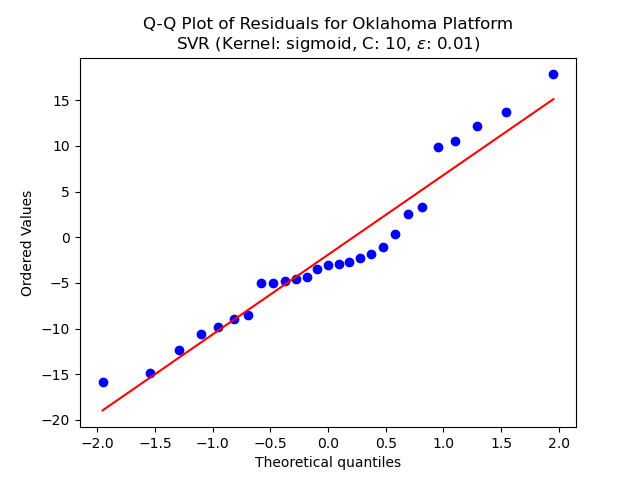 Q-Q Plot of Residuals for Oklahoma Platform
SVR (Kernel: sigmoid, C: 10, ε: 0.01)
Ordered Values
15
10
5
0
−5
−10
−15
−20
−2.0 −1.5 −1.0 −0.5 0.0 0.5 1.0 1.5 2.0
Theoretical quantiles